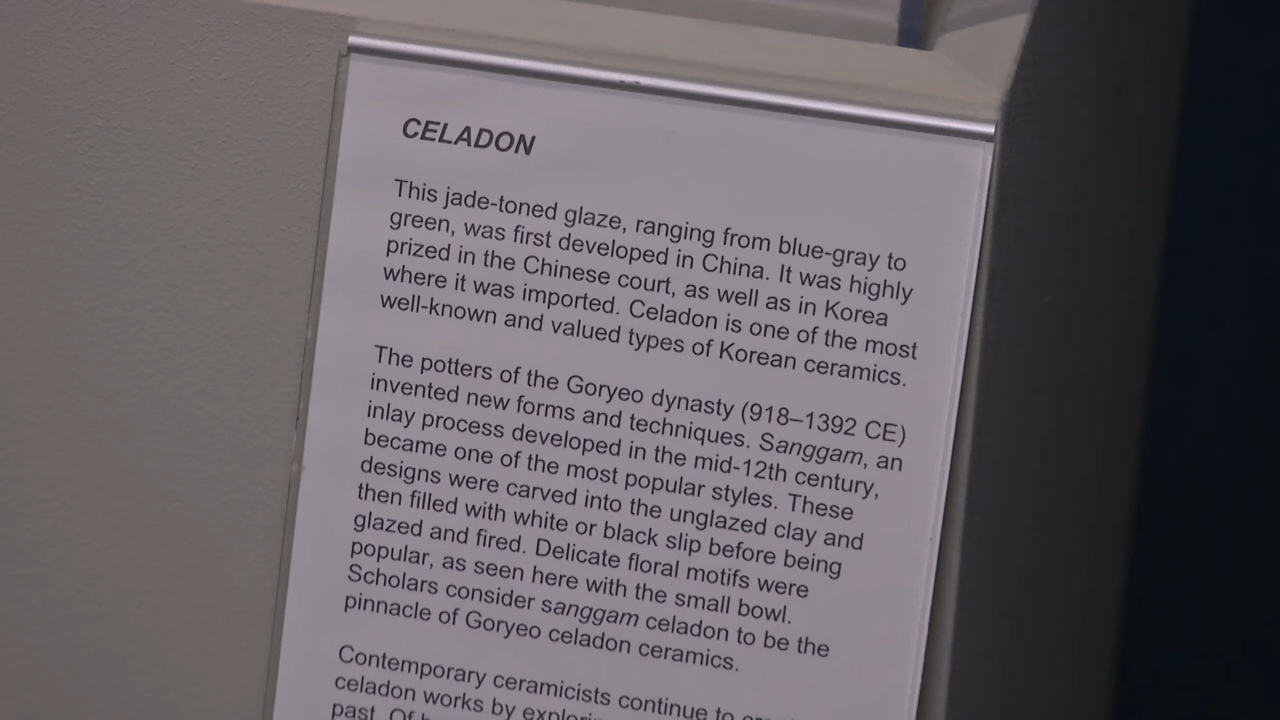 CELADON
This jade-toned glaze, ranging from blue-gray to
green, was first developed in China. It was highly
prized in the Chinese court, as well as in Korea
where it was imported. Celadon is one of the most
well-known and valued types of Korean ceramics.
The potters of the Goryeo dynasty (918–1392 CE)
invented new forms and techniques. Sanggam, an
inlay process developed in the mid-12th century,
became one of the most popular styles. These
designs were carved into the unglazed clay and
then filled with white or black slip before being
glazed and fired. Delicate floral motifs were
popular, as seen here with the small bowl.
Scholars consider sanggam celadon to be the
pinnacle of Goryeo celadon ceramics.
Contemporary ceramicists continue to
celadon works by
past. Of